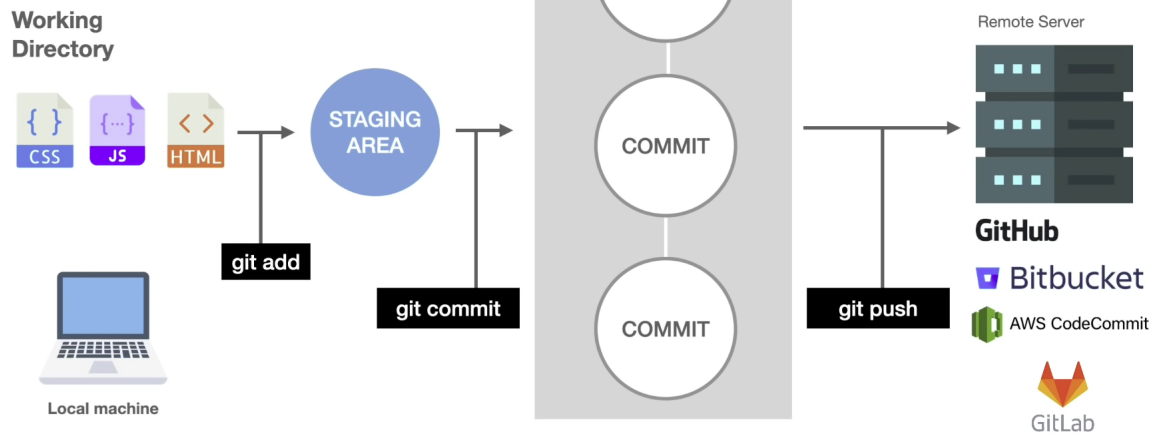 Working
Directory
{ } CSS
{...} JS
< > HTML
STAGING
AREA
git add
git commit
COMMIT
COMMIT
git push
Local machine
Remote Server
GitHub
Bitbucket
AWS CodeCommit
GitLab